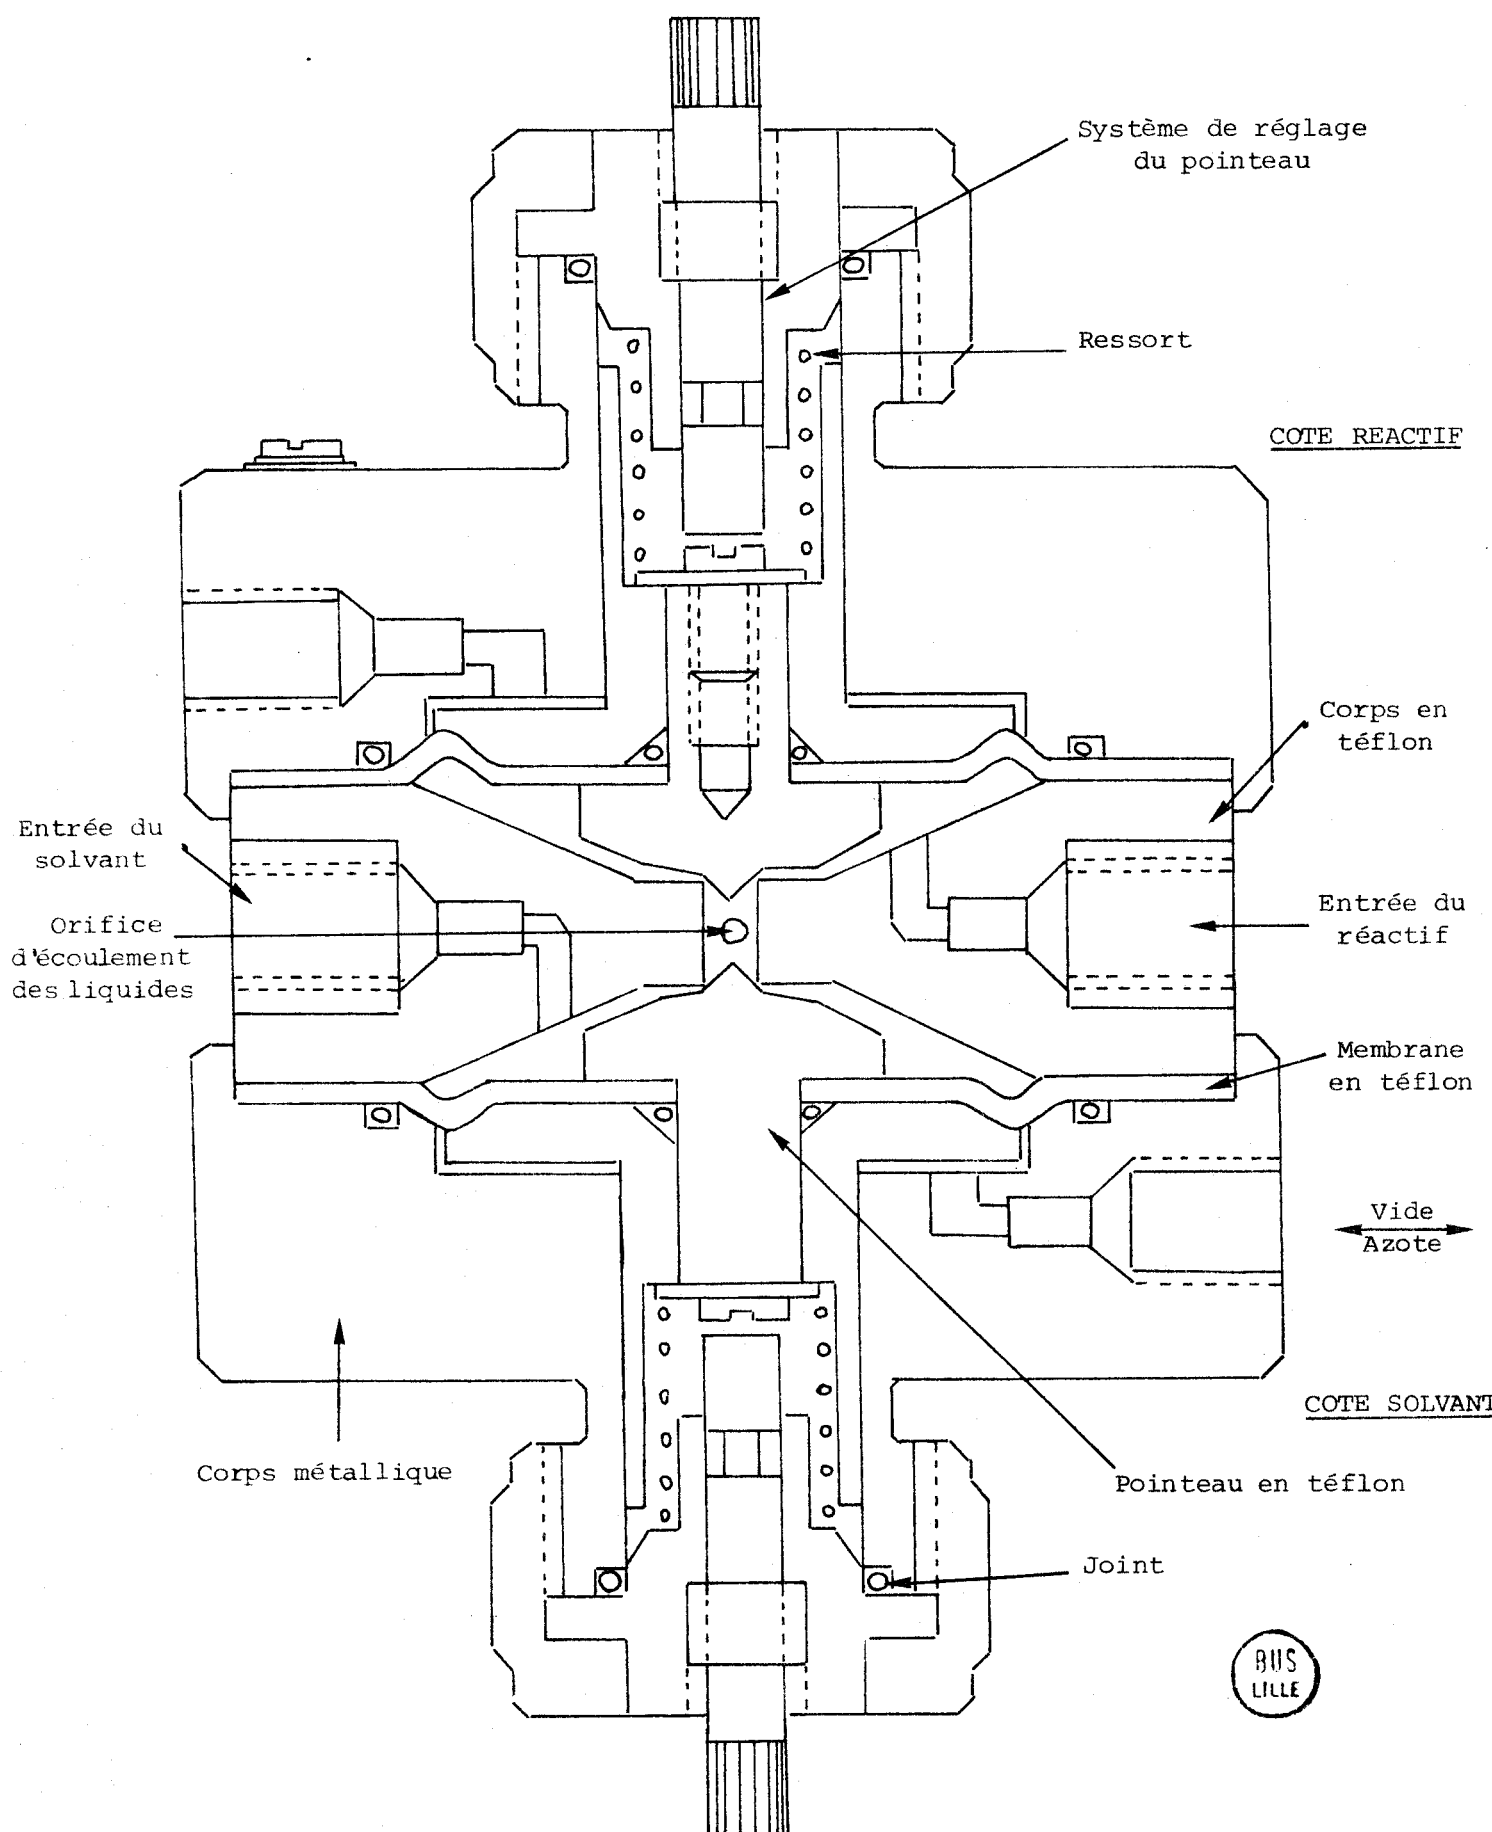 Système de réglage
du pointeau
Ressort
COTE REACTIF
Corps en
téflon
Entrée du
solvant
Entrée du
réactif
Orifice
d'écoulement
des liquides
Membrane
en téflon
Vide
Azote
COTE SOLVANT
Corps métallique
Pointeau en téflon
Joint
BUS
LILLE